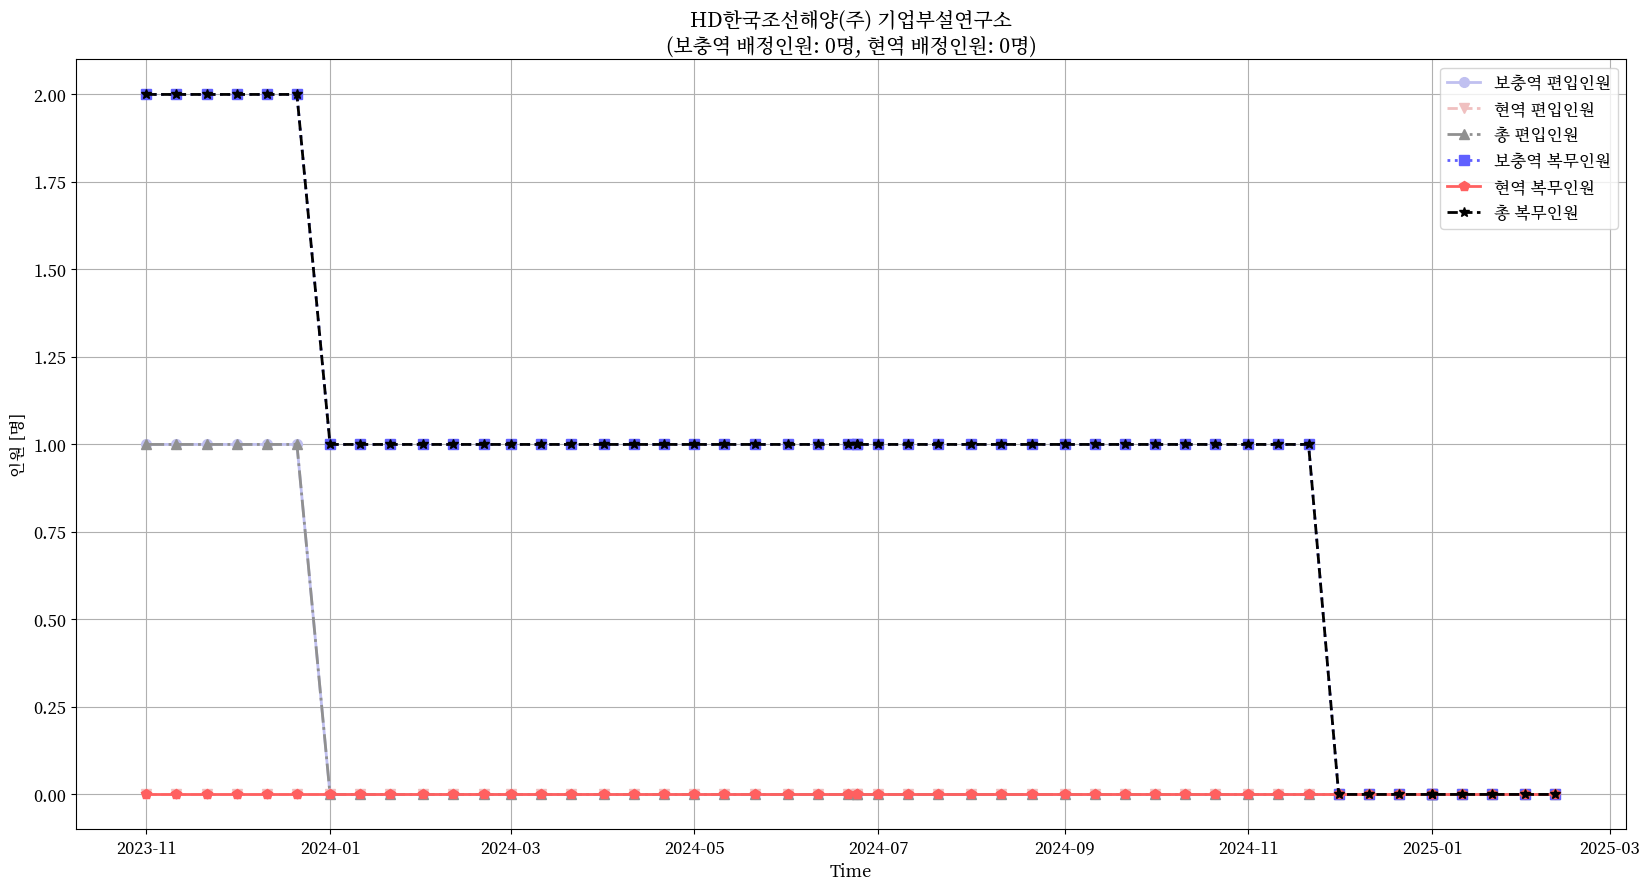 HD한국조선해양(주) 기업부설연구소
(보충역 배정인원: 0명, 현역 배정인원: 0명)
보충역 편입인원
현역 편입인원
총 편입인원
보충역 복무인원
현역 복무인원
총 복무인원
인원 [명]
2.00
1.75
1.50
1.25
1.00
0.75
0.50
0.25
0.00
2023-11
2024-01
2024-03
2024-05
2024-07
2024-09
2024-11
2025-01
2025-03
Time